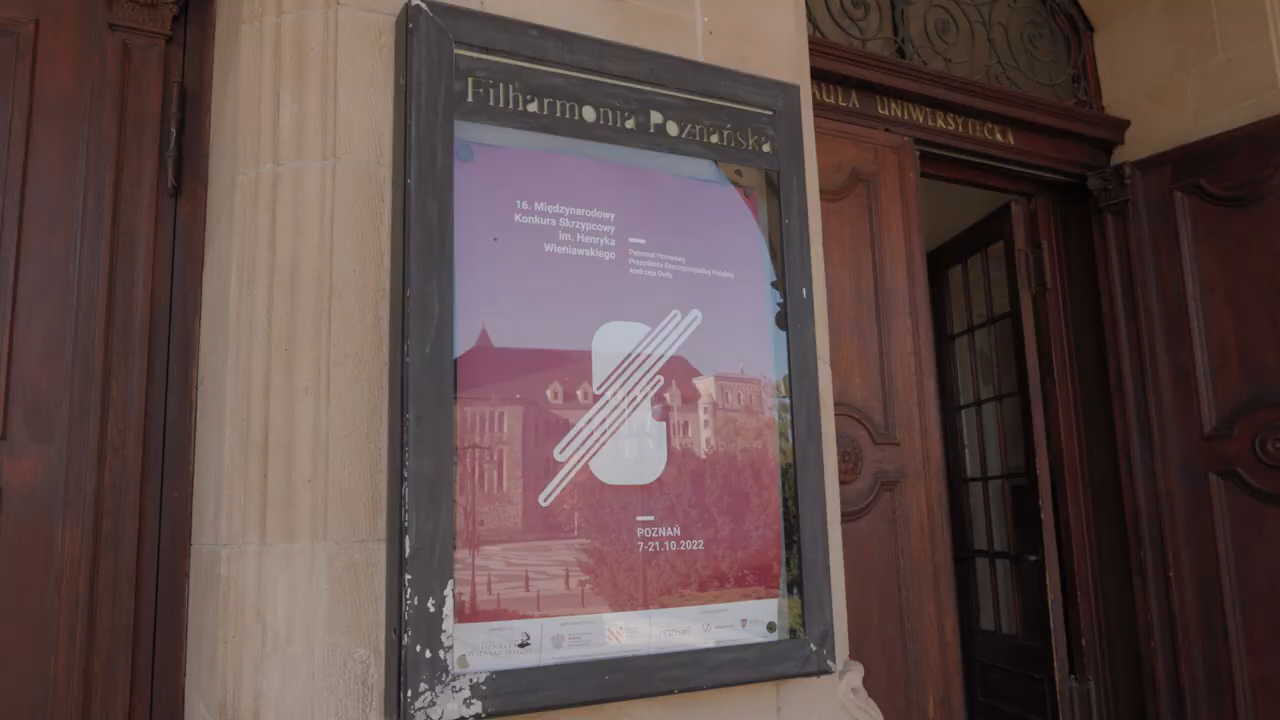 Filharmonia Poznańska
AULA UNIWERSYTECKA
16. Międzynarodowy
Konkurs Skrzypcowy
im. Henryka
Wieniawskiego
Patronat Honorowy
Prezydenta Rzeczypospolitej Polskiej
Andrzeja Dudy
POZNAŃ
7-21.10.2022
POZnań